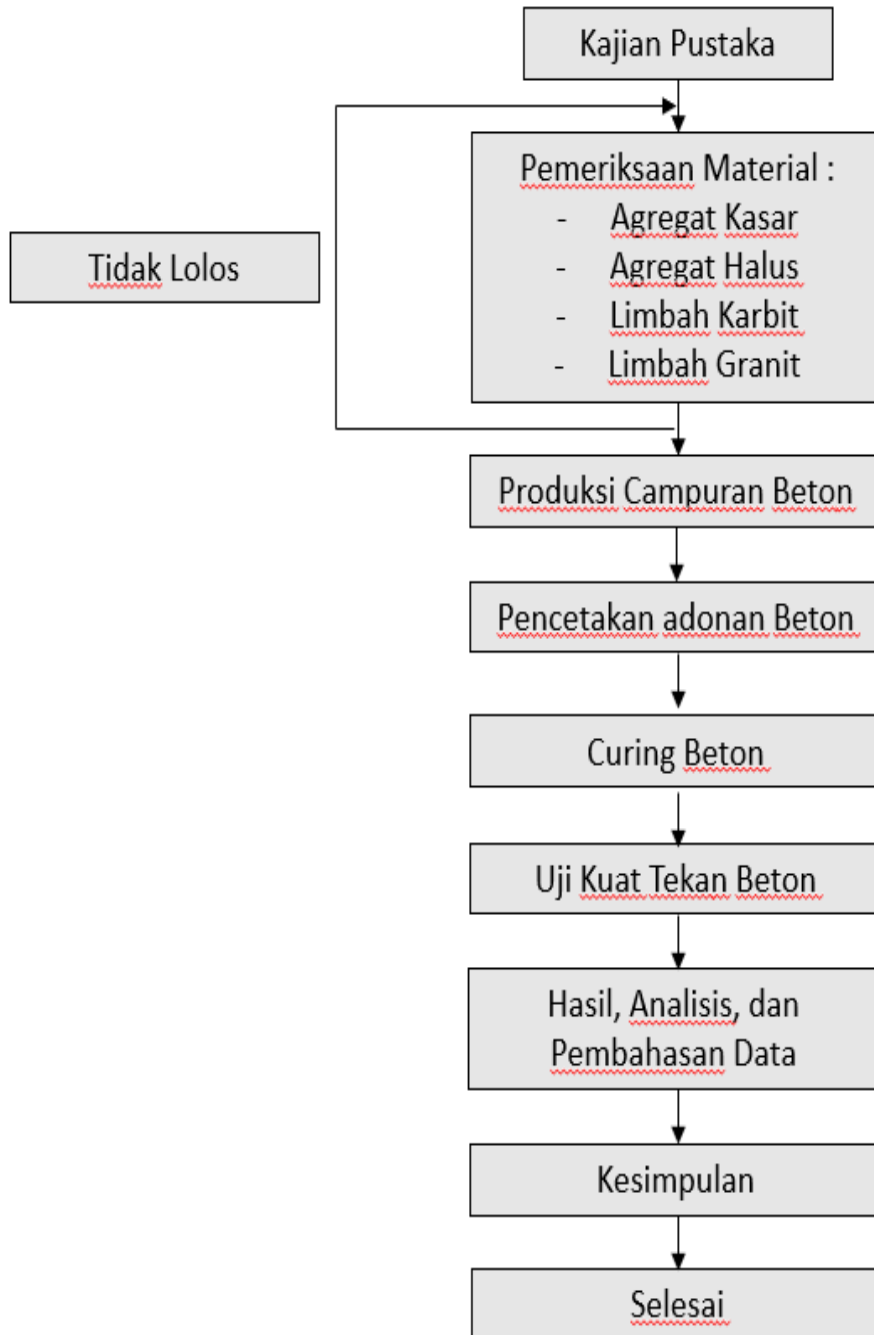 Kajian Pustaka
Pemeriksaan Material :
- Agregat Kasar
- Agregat Halus
- Limbah Karbit
- Limbah Granit
Tidak Lolos
Produksi Campuran Beton
Pencetakan adonan Beton
Curing Beton
Uji Kuat Tekan Beton
Hasil, Analisis, dan
Pembahasan Data
Kesimpulan
Selesai